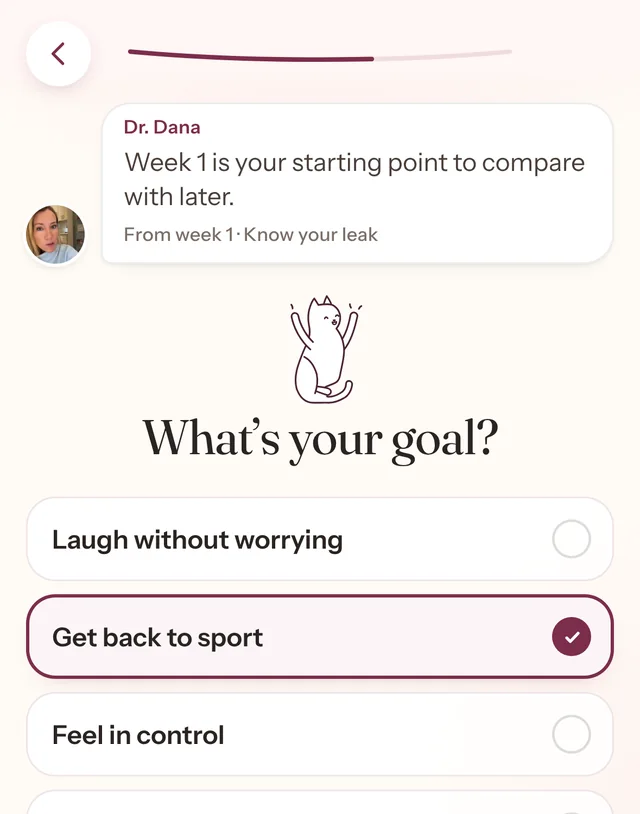 Dr. Dana
Week 1 is your starting point to compare
with later.
From week 1 · Know your leak
What’s your goal?
Laugh without worrying
Get back to sport
Feel in control